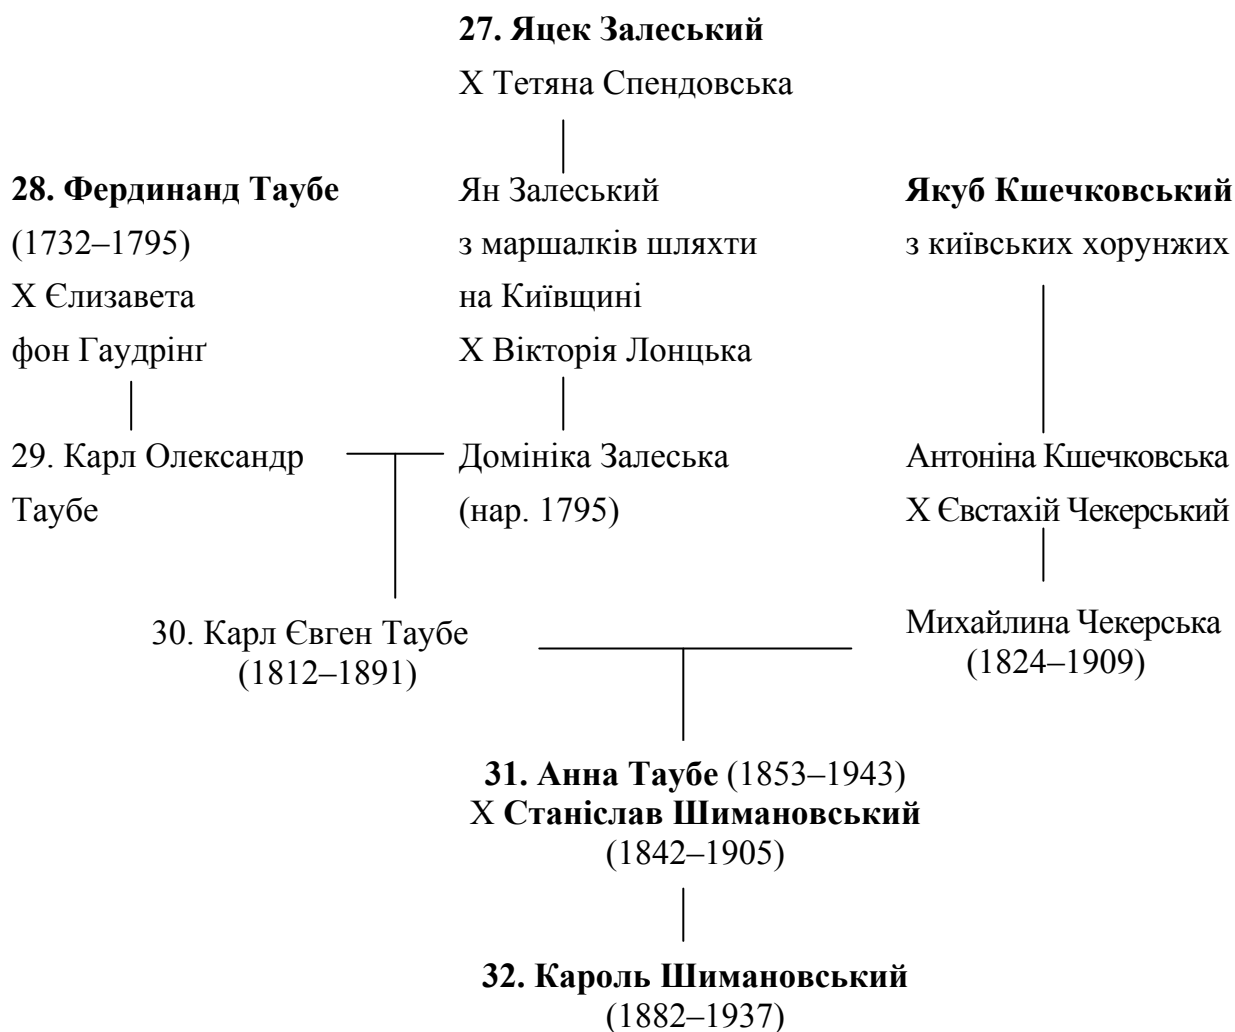 27. Яцек Залеський
X Тетяна Спендовська
28. Фердинанд Таубе
(1732–1795)
X Єлизавета
фон Гаудрінґ
Ян Залеський
з маршалків шляхти
на Київщині
X Вікторія Лонцька
Якуб Кшечковський
з київських хорунжих
29. Карл Олександр
Таубе
Домініка Залеська
(нар. 1795)
Антоніна Кшечковська
X Євстахій Чекерський
30. Карл Євген Таубе
(1812–1891)
Михайлина Чекерська
(1824–1909)
31. Анна Таубе (1853–1943)
X Станіслав Шимановський
(1842–1905)
32. Кароль Шимановський
(1882–1937)